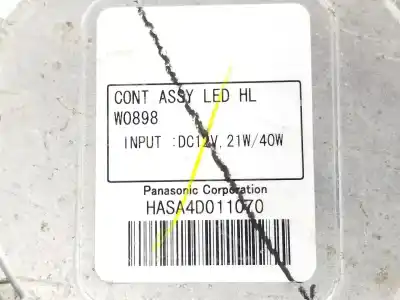 CONT ASSY LED HL
W0898
INPUT :DC12V, 21W/40W
Panasonic Corporation
HASA4D011070